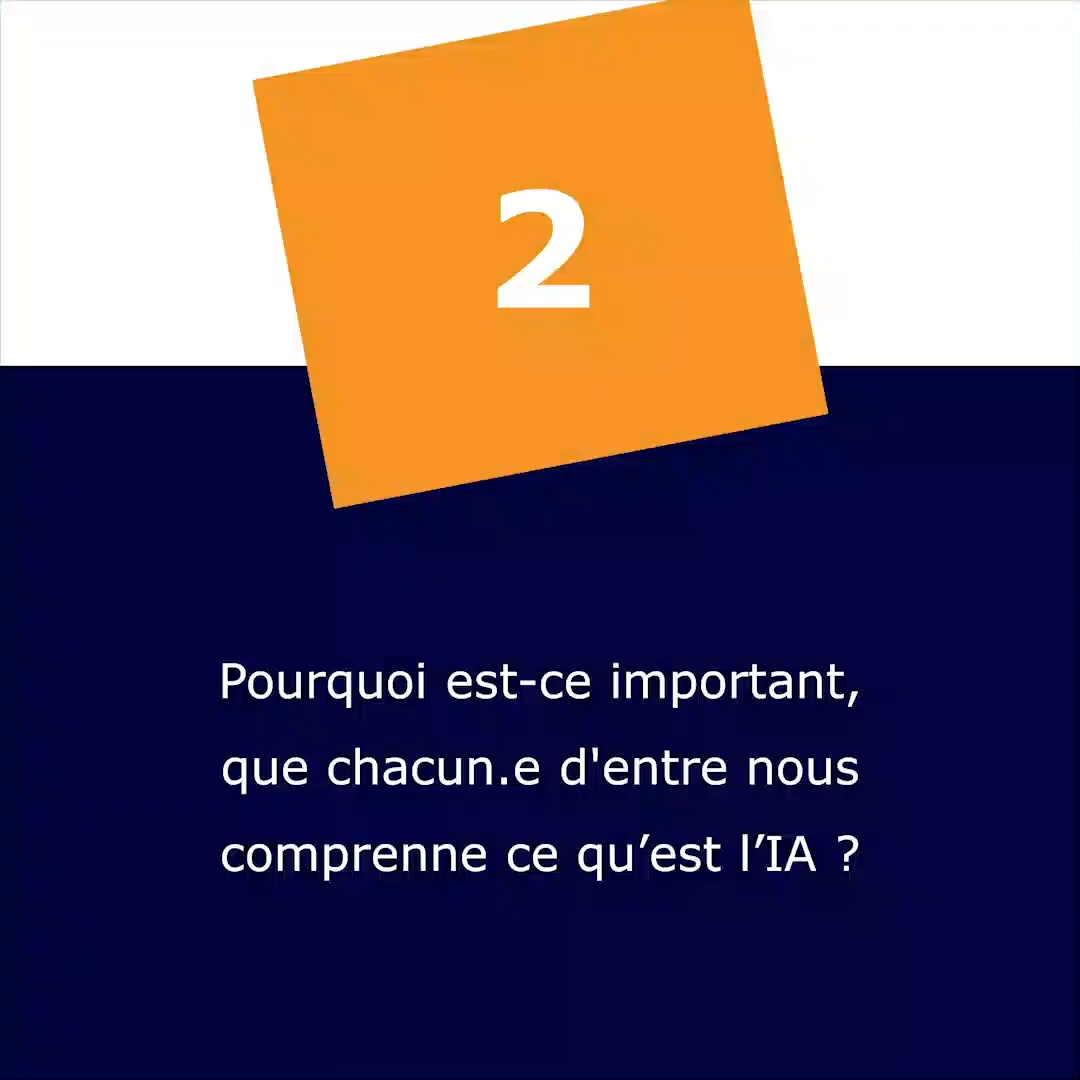 2
Pourquoi est-ce important,
que chacun.e d'entre nous
comprenne ce qu’est l’IA ?